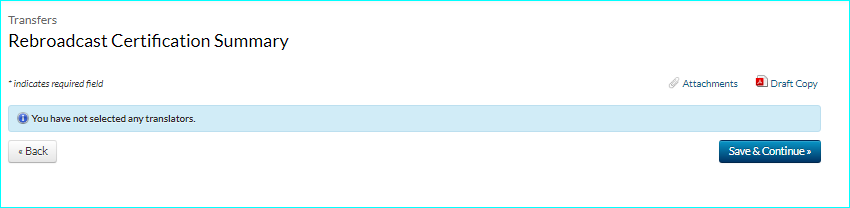 Transfers
Rebroadcast Certification Summary
* indicates required field
Attachments
Draft Copy
You have not selected any translators.
« Back
Save & Continue »